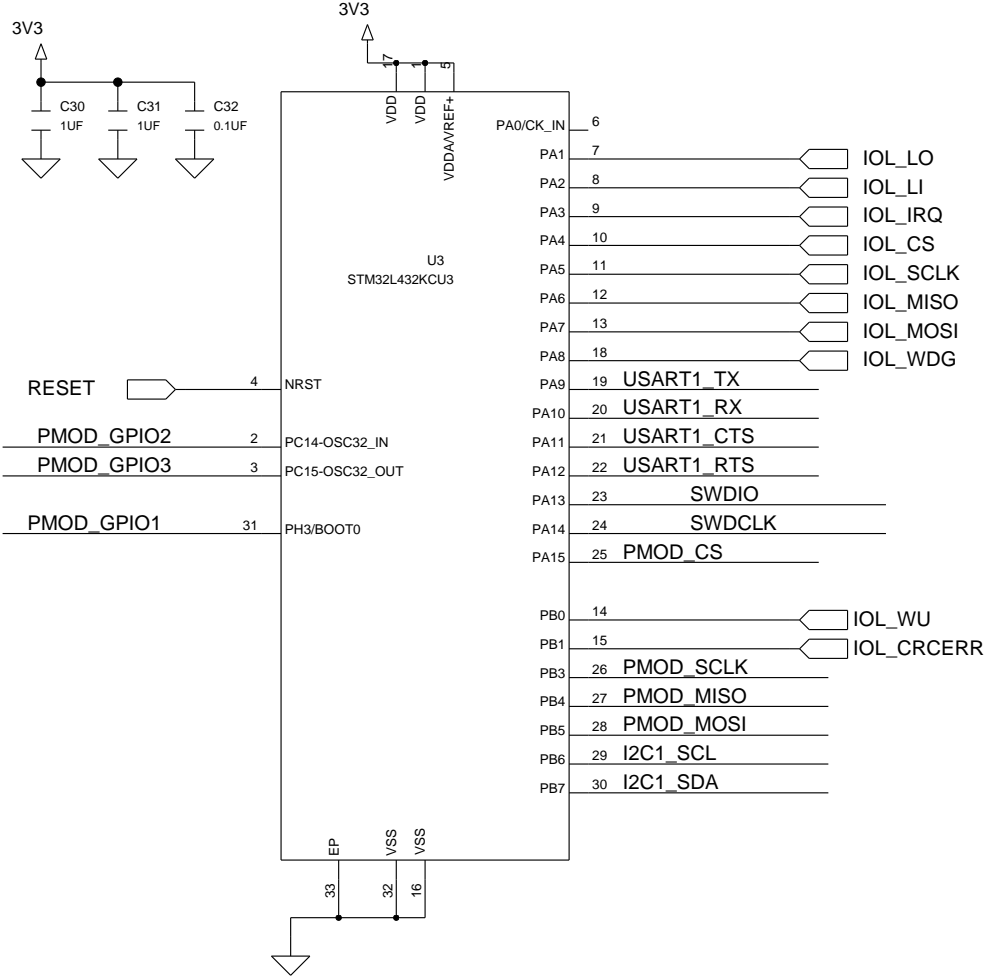 3V3
3V3
C30
1UF
C31
1UF
C32
0.1UF
17
1
5
VDD
VDD
VDDA/VREF+
U3
STM32L432KCU3
RESET
4 NRST
PMOD_GPIO2 2 PC14-OSC32_IN
PMOD_GPIO3 3 PC15-OSC32_OUT
PMOD_GPIO1 31 PH3/BOOT0
PA0/CK_IN 6
PA1 7 IOL_LO
PA2 8 IOL_LI
PA3 9 IOL_IRQ
PA4 10 IOL_CS
PA5 11 IOL_SCLK
PA6 12 IOL_MISO
PA7 13 IOL_MOSI
PA8 18 IOL_WDG
PA9 19 USART1_TX
PA10 20 USART1_RX
PA11 21 USART1_CTS
PA12 22 USART1_RTS
PA13 23 SWDIO
PA14 24 SWDCLK
PA15 25 PMOD_CS
PB0 14 IOL_WU
PB1 15 IOL_CRCERR
PB3 26 PMOD_SCLK
PB4 27 PMOD_MISO
PB5 28 PMOD_MOSI
PB6 29 I2C1_SCL
PB7 30 I2C1_SDA
EP
VSS
VSS
33
32
16